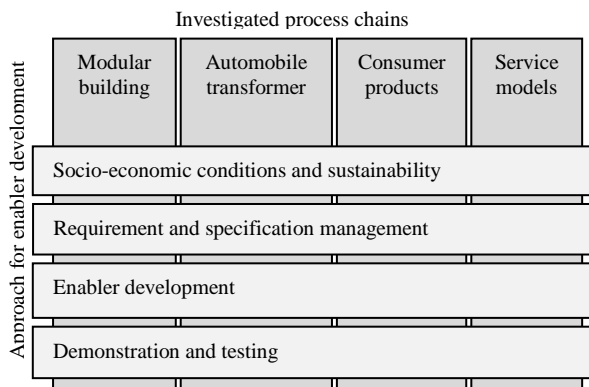 Investigated process chains
Modular
building
Automobile
transformer
Consumer
products
Service
models
Approach for enabler development
Socio-economic conditions and sustainability
Requirement and specification management
Enabler development
Demonstration and testing